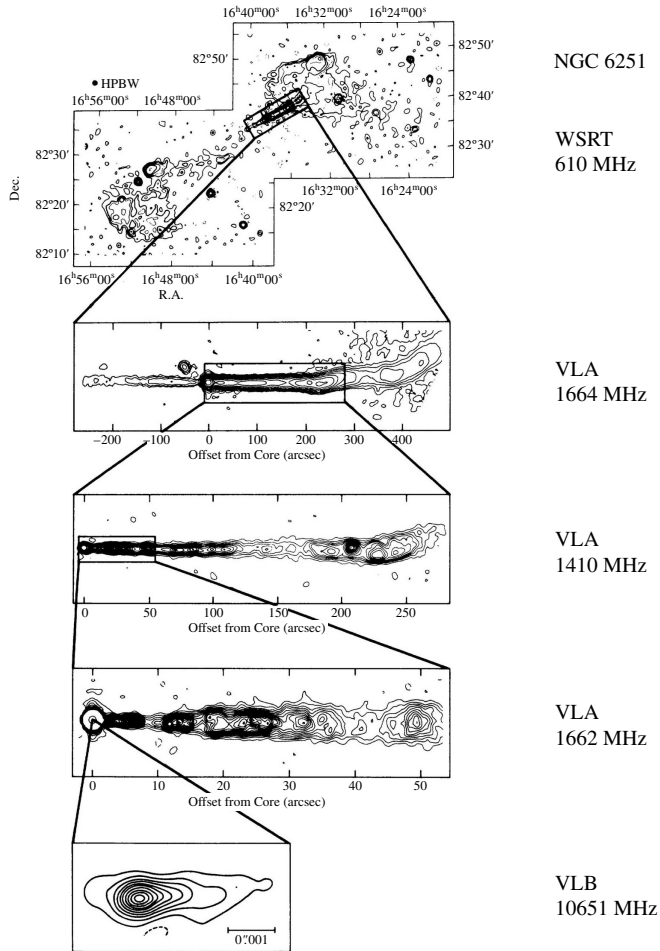 16ʰ40ᵐ00ˢ 16ʰ32ᵐ00ˢ 16ʰ24ᵐ00ˢ
82°50′ 82°50′
NGC 6251
● HPBW
16ʰ56ᵐ00ˢ 16ʰ48ᵐ00ˢ
82°40′
82°30′
WSRT
610 MHz
82°30′
16ʰ32ᵐ00ˢ 16ʰ24ᵐ00ˢ
Dec.
82°20′ 82°20′
82°10′
16ʰ56ᵐ00ˢ 16ʰ48ᵐ00ˢ 16ʰ40ᵐ00ˢ
R.A.
VLA
1664 MHz
−200 −100 0 100 200 300 400
Offset from Core (arcsec)
VLA
1410 MHz
0 50 100 150 200 250
Offset from Core (arcsec)
VLA
1662 MHz
0 10 20 30 40 50
Offset from Core (arcsec)
VLB
10651 MHz
0″.001